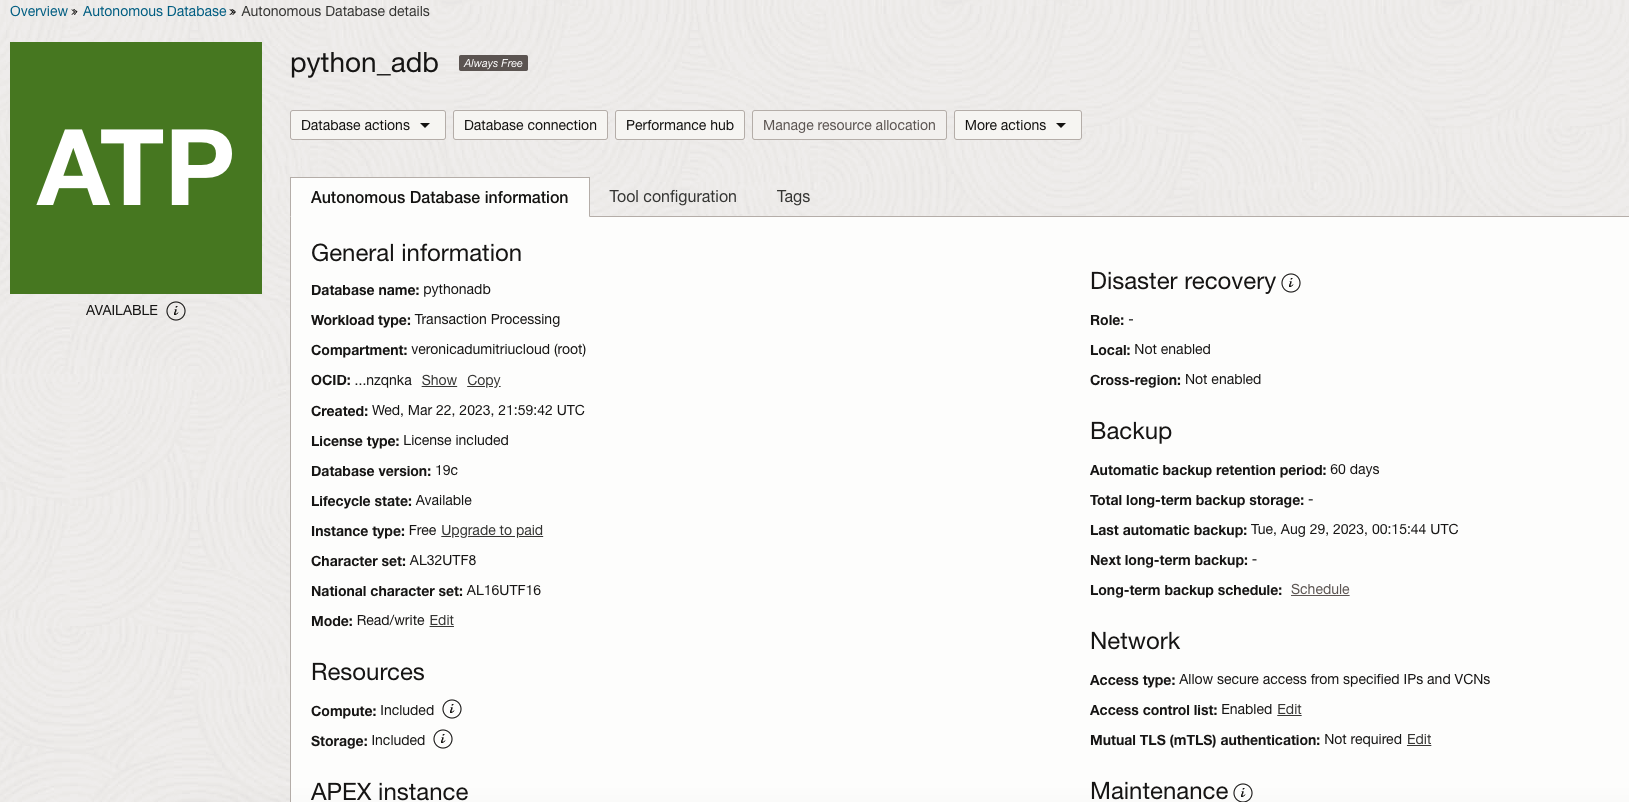 Overview » Autonomous Database » Autonomous Database details
ATP
AVAILABLE i
python_adb Always Free
Database actions Database connection Performance hub Manage resource allocation More actions
Autonomous Database information Tool configuration Tags
General information
Database name: pythonadb
Workload type: Transaction Processing
Compartment: veronicadumitriucloud (root)
OCID: ...nzqnka Show Copy
Created: Wed, Mar 22, 2023, 21:59:42 UTC
License type: License included
Database version: 19c
Lifecycle state: Available
Instance type: Free Upgrade to paid
Character set: AL32UTF8
National character set: AL16UTF16
Mode: Read/write Edit
Resources
Compute: Included i
Storage: Included i
APEX instance
Disaster recovery i
Role: -
Local: Not enabled
Cross-region: Not enabled
Backup
Automatic backup retention period: 60 days
Total long-term backup storage: -
Last automatic backup: Tue, Aug 29, 2023, 00:15:44 UTC
Next long-term backup: -
Long-term backup schedule: Schedule
Network
Access type: Allow secure access from specified IPs and VCNs
Access control list: Enabled Edit
Mutual TLS (mTLS) authentication: Not required Edit
Maintenance i